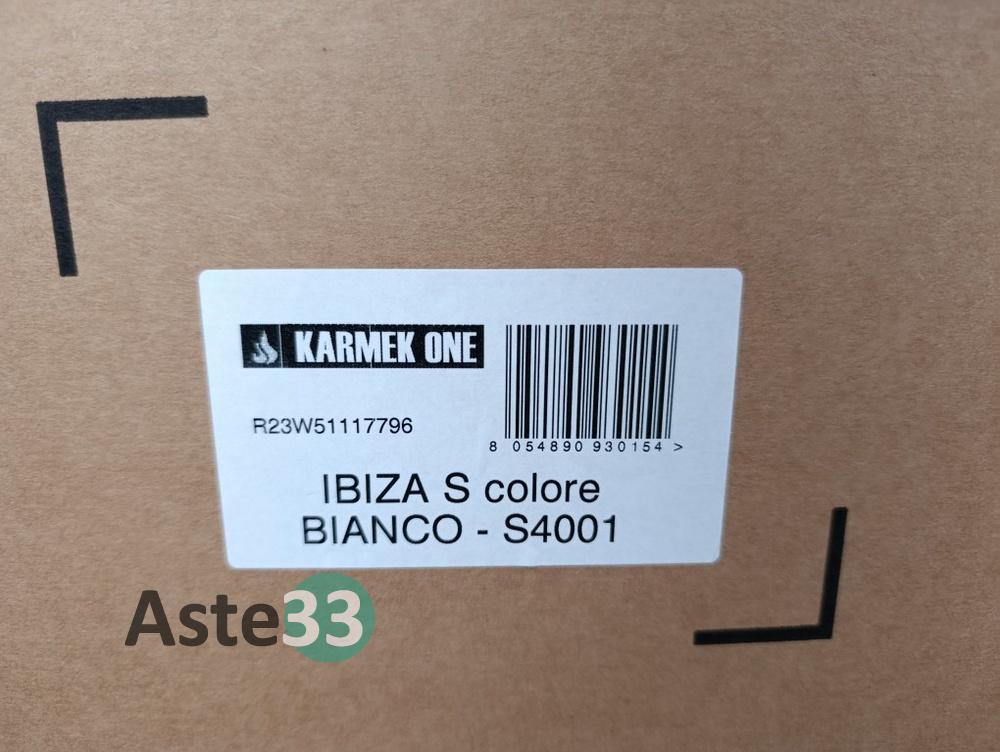 KARMEK ONE
R23W51117796
8 054890 930154 >
IBIZA S colore
BIANCO - S4001
Aste33